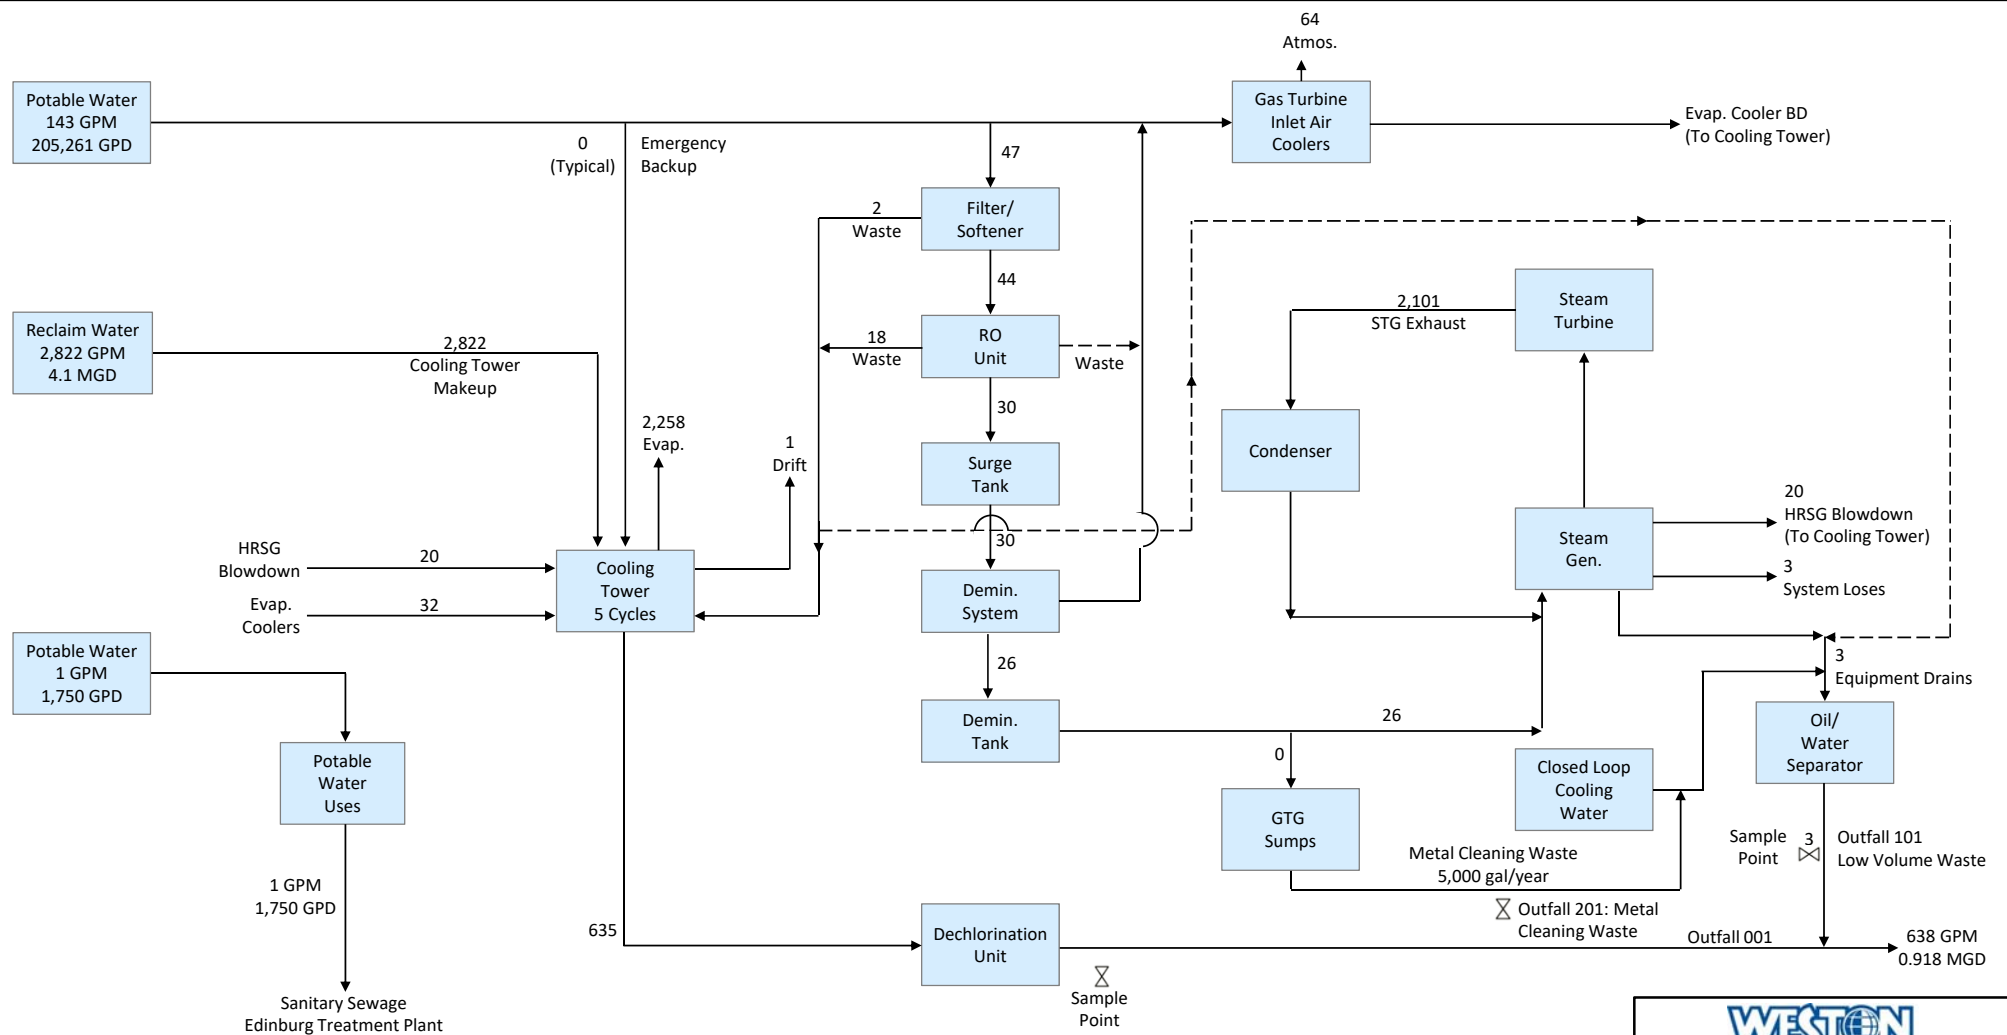 64
Atmos.
Potable Water
143 GPM
205,261 GPD
0
(Typical)
Emergency
Backup
47
Gas Turbine
Inlet Air
Coolers
Evap. Cooler BD
(To Cooling Tower)
2
Waste
Filter/
Softener
44
Reclaim Water
2,822 GPM
4.1 MGD
2,822
Cooling Tower
Makeup
18
Waste
RO
Unit
Waste
2,101
STG Exhaust
Steam
Turbine
30
2,258
Evap.
1
Drift
Surge
Tank
Condenser
30
HRSG
Blowdown
20
Evap.
Coolers
32
Cooling
Tower
5 Cycles
Demin.
System
Steam
Gen.
20
HRSG Blowdown
(To Cooling Tower)
3
System Loses
Potable Water
1 GPM
1,750 GPD
26
3
Equipment Drains
Demin.
Tank
26
0
Oil/
Water
Separator
Potable
Water
Uses
GTG
Sumps
Closed Loop
Cooling
Water
Metal Cleaning Waste
5,000 gal/year
Sample
Point
3
Outfall 101
Low Volume Waste
1 GPM
1,750 GPD
Outfall 201: Metal
Cleaning Waste
635
Dechlorination
Unit
Outfall 001
638 GPM
0.918 MGD
Sample
Point
Sanitary Sewage
Edinburg Treatment Plant
WESTON